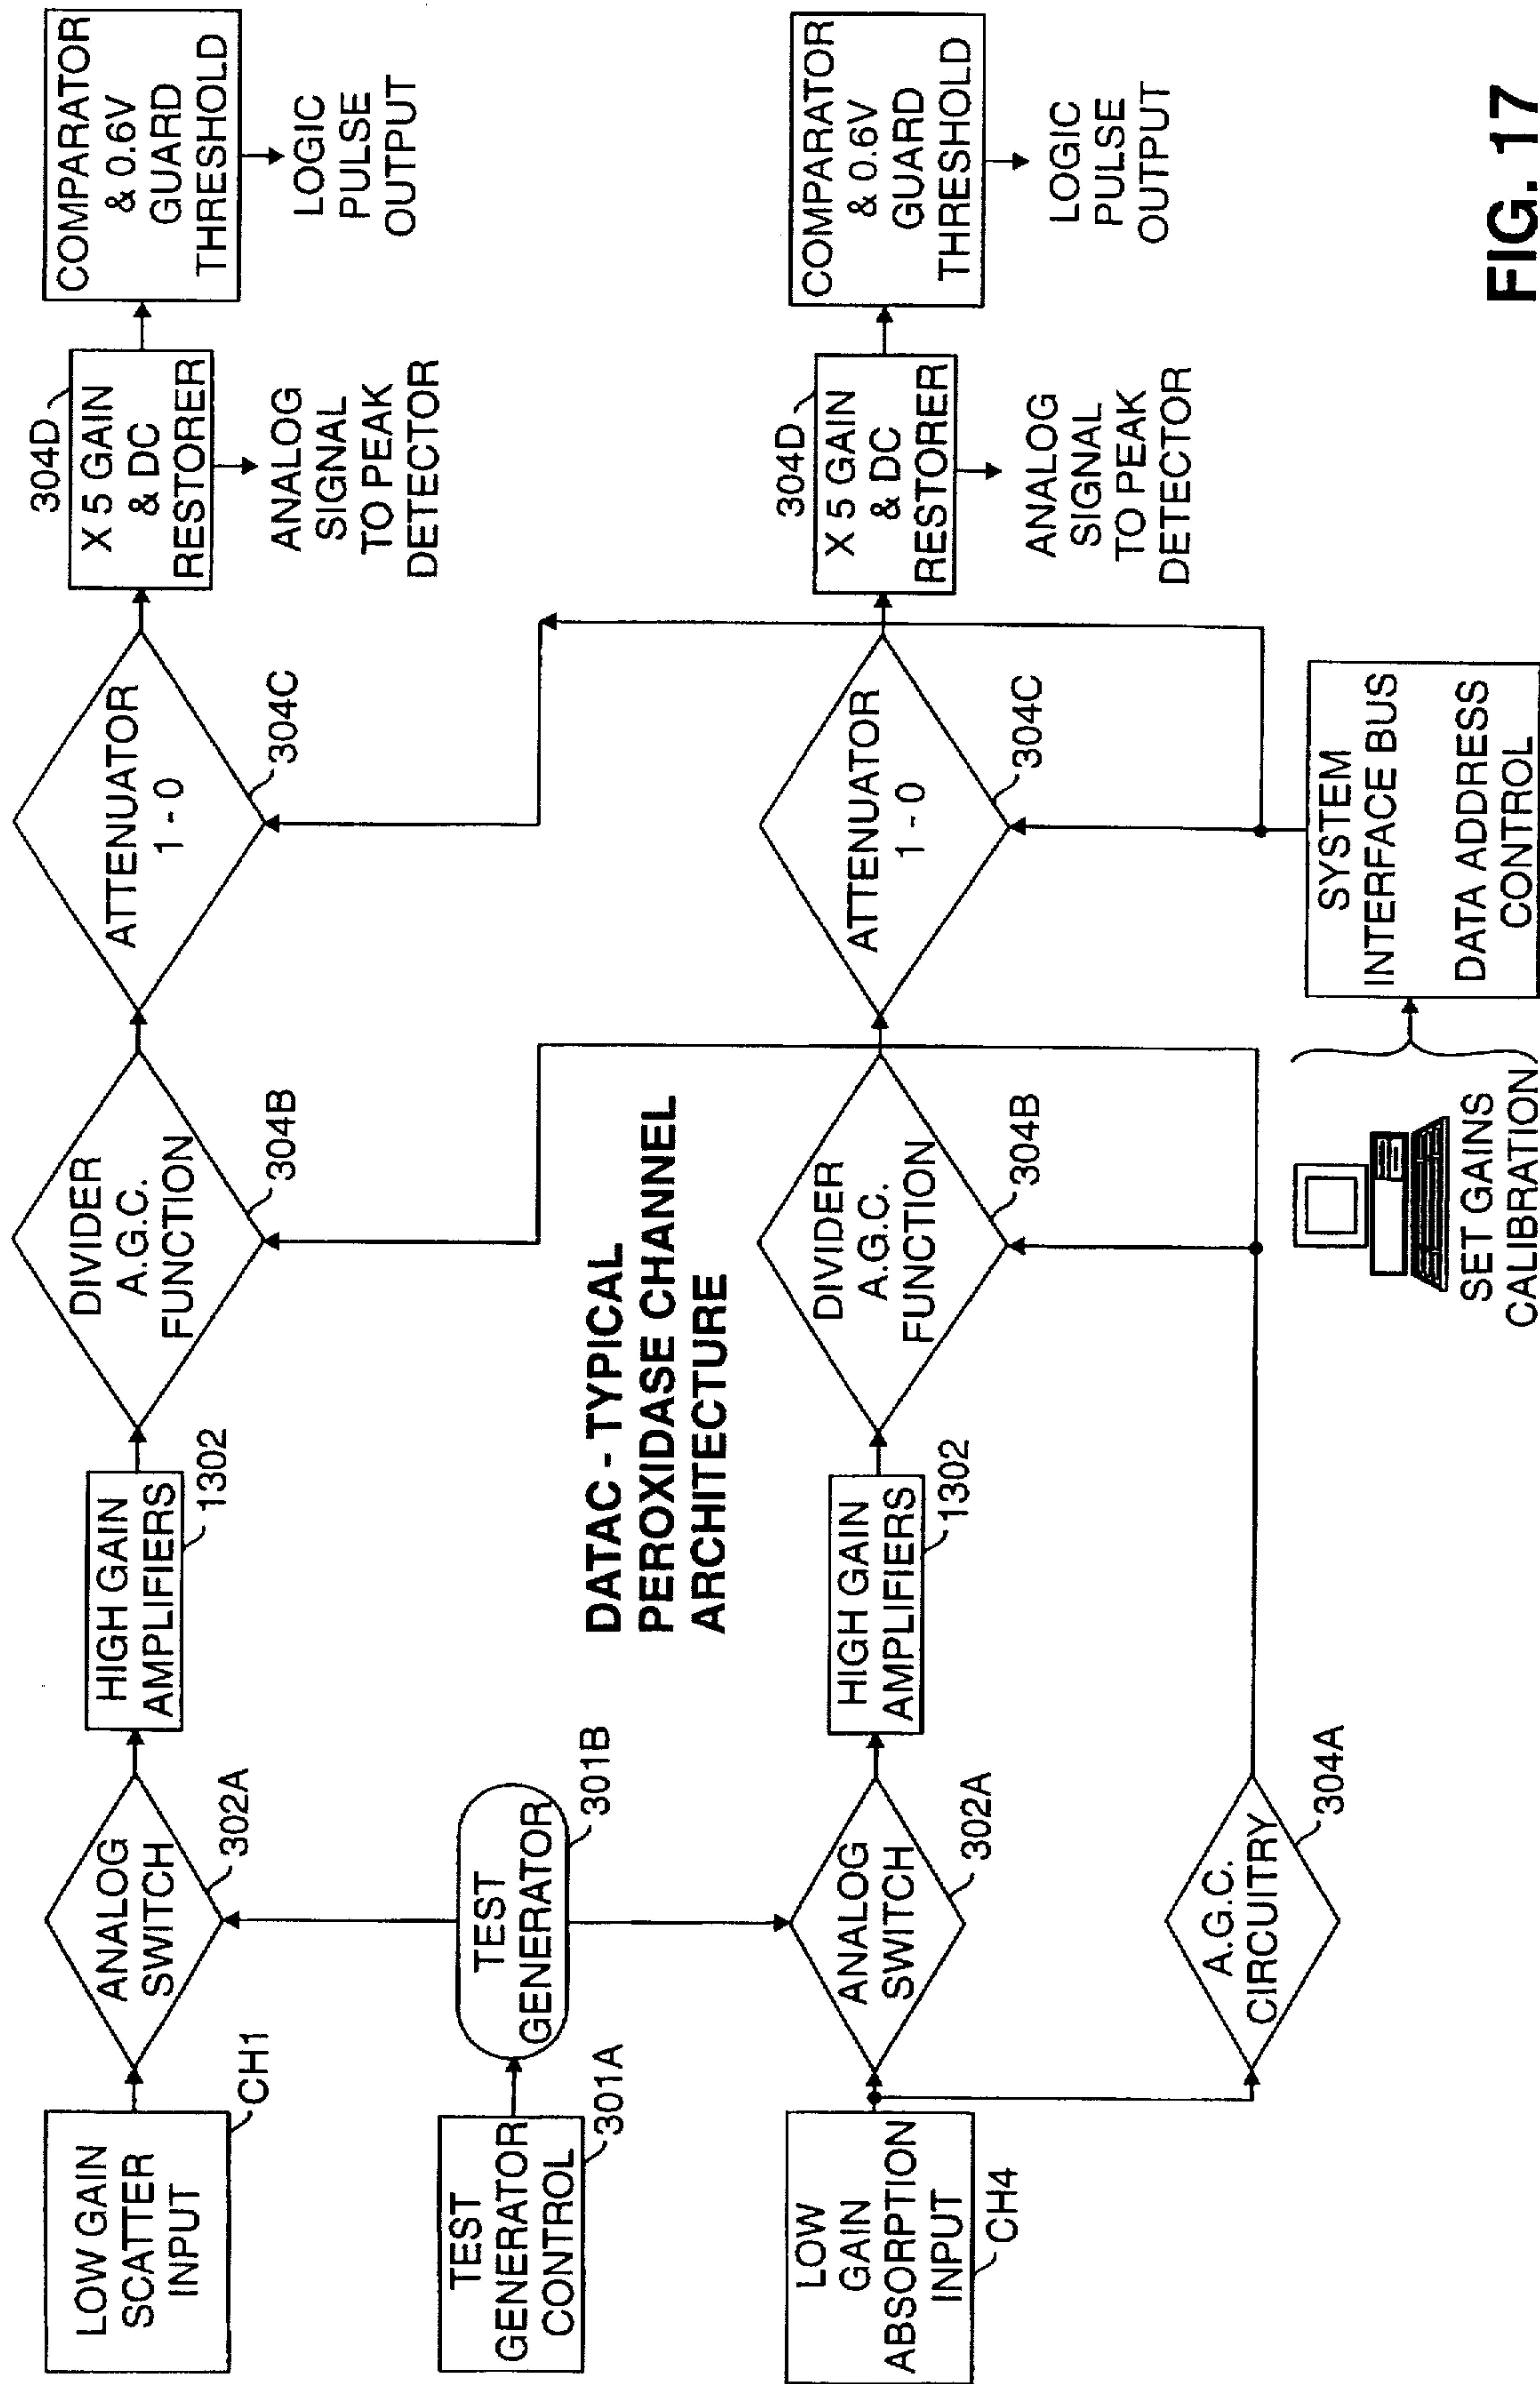 LOW GAIN
SCATTER
INPUT
CH1
ANALOG
SWITCH
302A
HIGH GAIN
AMPLIFIERS
1302
DIVIDER
A.G.C.
FUNCTION
304B
ATTENUATOR
1 - 0
304C
304D
X 5 GAIN
& DC
RESTORER
ANALOG
SIGNAL
TO PEAK
DETECTOR
COMPARATOR
& 0.6V
GUARD
THRESHOLD
LOGIC
PULSE
OUTPUT
TEST
GENERATOR
CONTROL
301A
TEST
GENERATOR
301B
DATAC - TYPICAL
PEROXIDASE CHANNEL
ARCHITECTURE
LOW
GAIN
ABSORPTION
INPUT
CH4
ANALOG
SWITCH
302A
HIGH GAIN
AMPLIFIERS
1302
DIVIDER
A.G.C.
FUNCTION
304B
ATTENUATOR
1 - 0
304C
304D
X 5 GAIN
& DC
RESTORER
ANALOG
SIGNAL
TO PEAK
DETECTOR
COMPARATOR
& 0.6V
GUARD
THRESHOLD
LOGIC
PULSE
OUTPUT
A.G.C.
CIRCUITRY
304A
SET GAINS
CALIBRATION
SYSTEM
INTERFACE BUS
DATA ADDRESS
CONTROL
FIG. 17